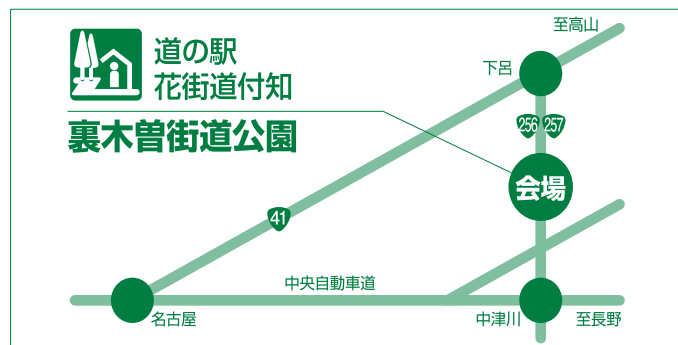 道の駅
花街道付知
裏木曽街道公園
至高山
下呂
256 257
会場
41
中央自動車道
名古屋
中津川
至長野